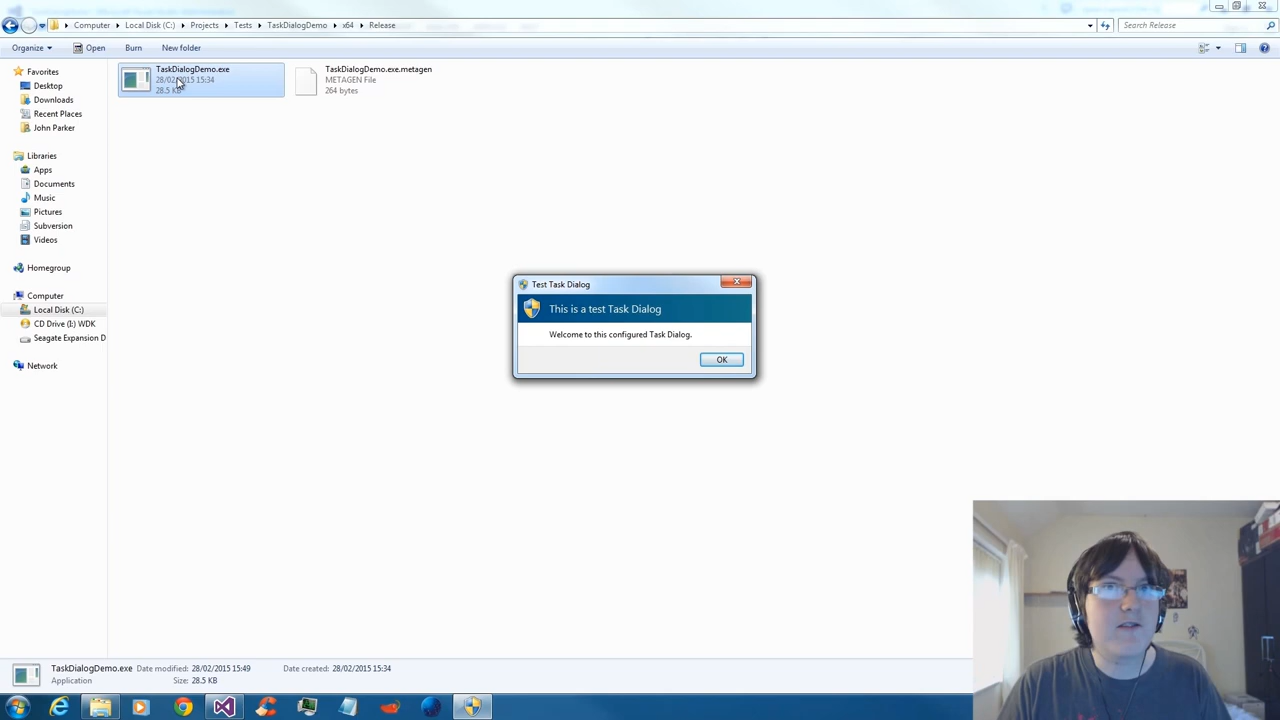 Computer Local Disk (C:) Projects Tests TaskDialogDemo x64 Release
Search Release
Organize Open Burn New folder
Favorites
Desktop
Downloads
Recent Places
John Parker
Libraries
Apps
Documents
Music
Pictures
Subversion
Videos
Homegroup
Computer
Local Disk (C:)
CD Drive (I:) WDK
Seagate Expansion D
Network
TaskDialogDemo.exe
28/02/2015 15:34
28.5 KB
TaskDialogDemo.exe.metagen
METAGEN File
264 bytes
Test Task Dialog
This is a test Task Dialog
Welcome to this configured Task Dialog.
OK
TaskDialogDemo.exe Date modified: 28/02/2015 15:49 Date created: 28/02/2015 15:34
Application Size: 28.5 KB